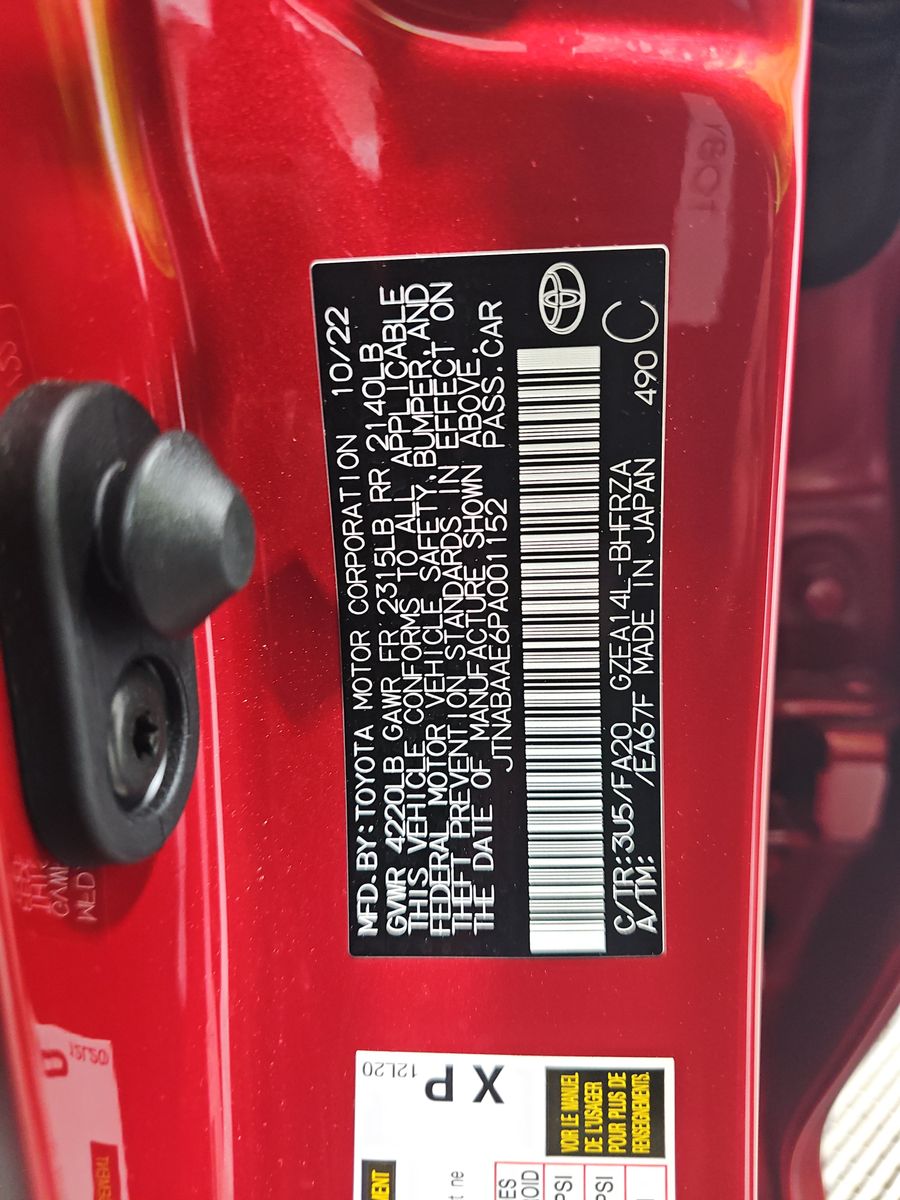 MFD. BY:TOYOTA MOTOR CORPORATION 10/22
GVWR 4220LB GAWR FR 2315LB RR 2140LB
THIS VEHICLE CONFORMS TO ALL APPLICABLE
FEDERAL MOTOR VEHICLE SAFETY, BUMPER, AND
THEFT PREVENTION STANDARDS IN EFFECT ON
THE DATE OF MANUFACTURE SHOWN ABOVE.
JTNABAAE6PA001152 PASS.CAR
C/TR:3U5/FA20 GZEA14L-BHFRZA 490 C
A/TM: /EA67F MADE IN JAPAN
12L20
X P
VOR LE MANUEL
DE L'USAGER
POUR PLUS DE
RENSEIGNEMENTS.
PSI
PSI